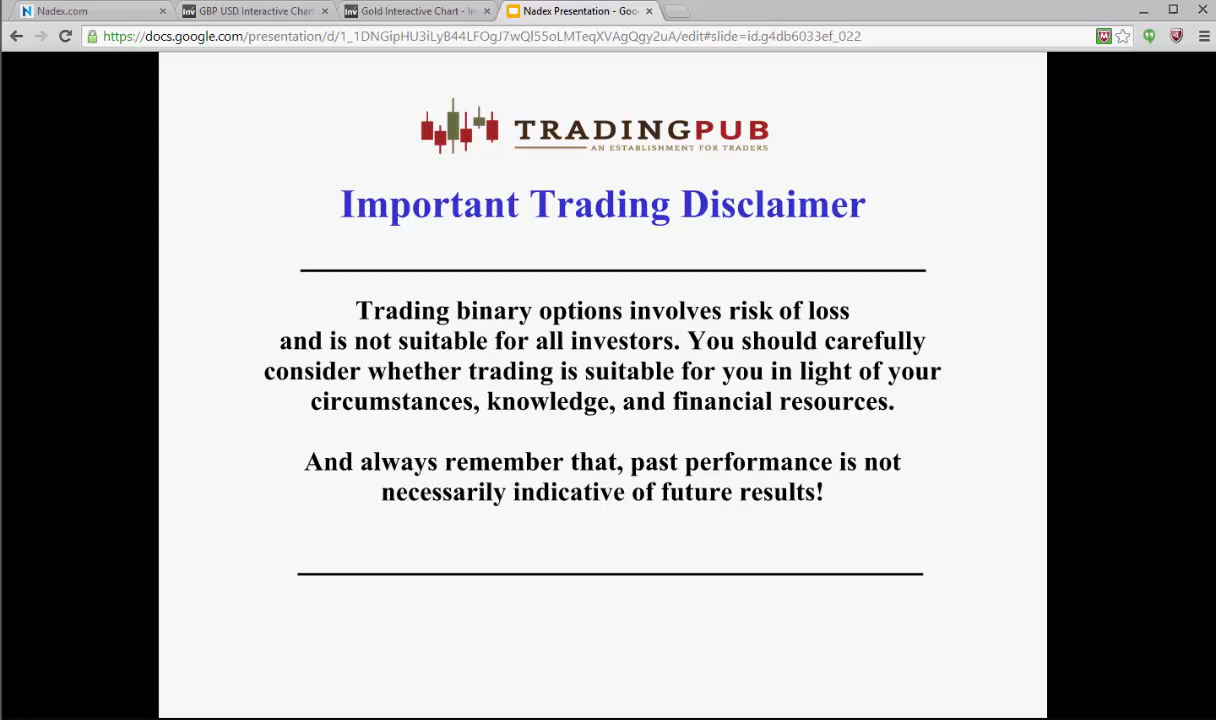 Nadex.com
GBP USD Interactive Char
Gold Interactive Chart - In
Nadex Presentation - Goo
https://docs.google.com/presentation/d/1_1DNGipHU3iLyB44LFOgJ7wQl55oLMTeqXVAgQgy2uA/edit#slide=id.g4db6033ef_022
TRADINGPUB
AN ESTABLISHMENT FOR TRADERS
Important Trading Disclaimer
Trading binary options involves risk of loss
and is not suitable for all investors. You should carefully
consider whether trading is suitable for you in light of your
circumstances, knowledge, and financial resources.
And always remember that, past performance is not
necessarily indicative of future results!